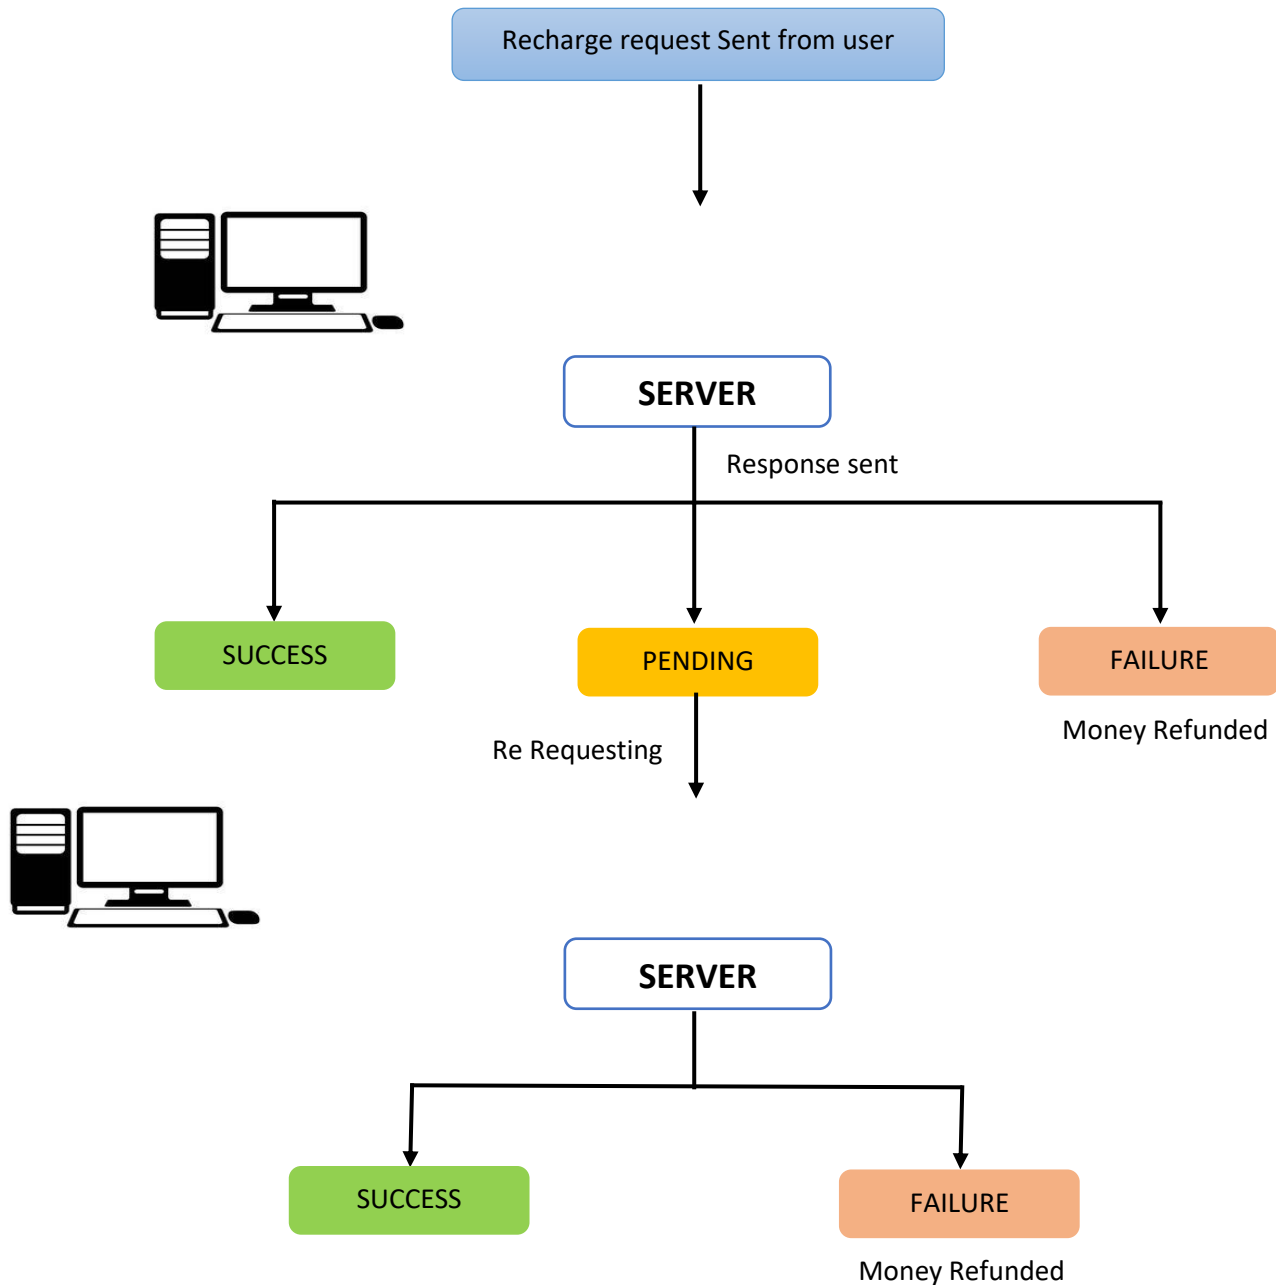 Recharge request Sent from user
SERVER
Response sent
SUCCESS
PENDING
FAILURE
Money Refunded
Re Requesting
SERVER
SUCCESS
FAILURE
Money Refunded